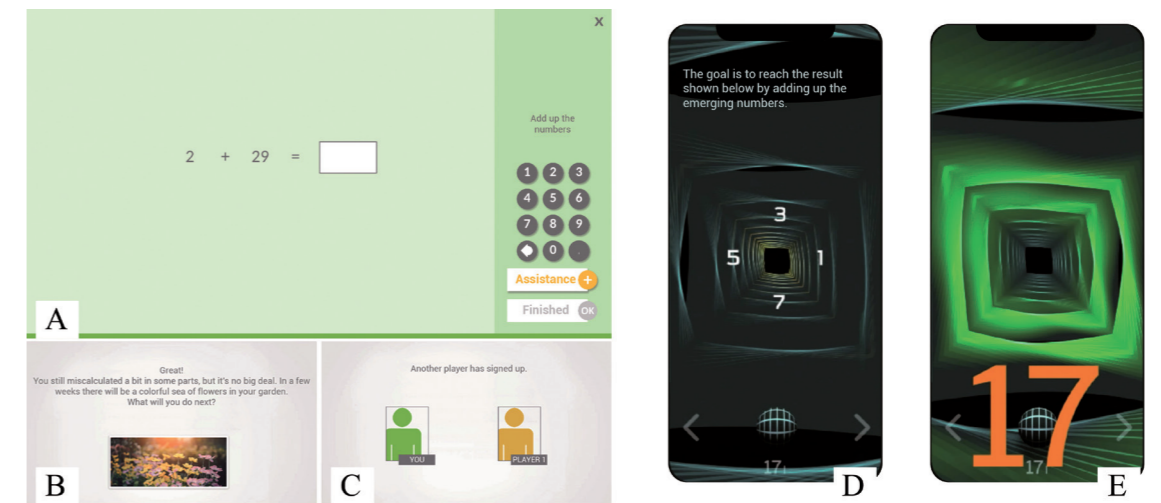 X
Add up the
numbers
2 + 29 =
1 2 3
4 5 6
7 8 9
0 .
Assistance +
Finished OK
A
Great!
You still miscalculated a bit in some parts, but it's no big deal. In a few
weeks there will be a colorful sea of flowers in your garden.
What will you do next?
B
Another player has signed up.
YOU
PLAYER 1
C
The goal is to reach the result
shown below by adding up the
emerging numbers.
3
5 1
7
17
D
17
17
E